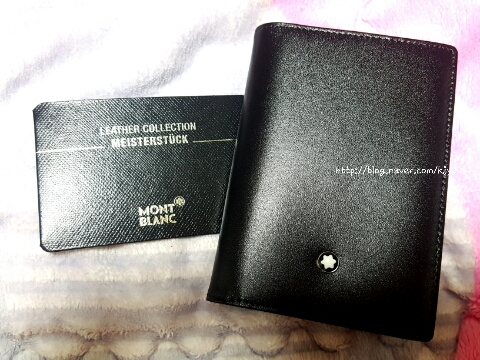 LEATHER COLLECTION
MEISTERSTÜCK
MONT
BLANC
http://blog.naver.com/